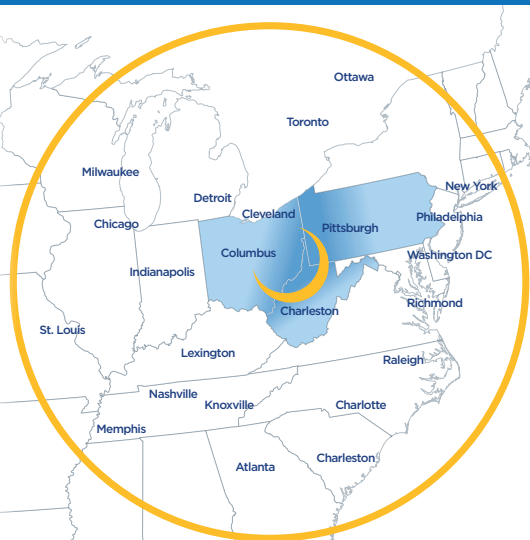 Ottawa
Toronto
Milwaukee
Detroit
New York
Cleveland
Philadelphia
Chicago
Pittsburgh
Columbus
Washington DC
Indianapolis
Richmond
Charleston
St. Louis
Lexington
Raleigh
Nashville
Knoxville
Charlotte
Memphis
Charleston
Atlanta